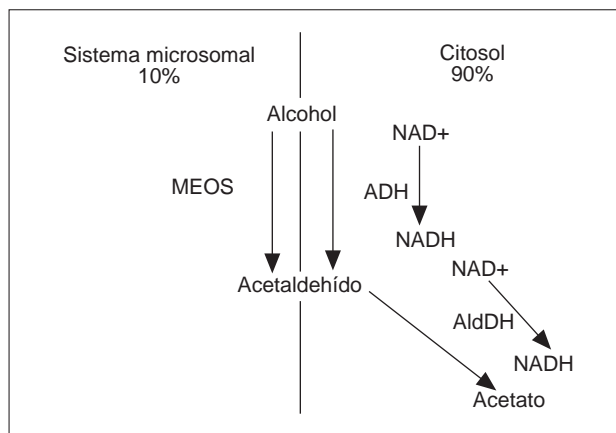 Sistema microsomal
10%
Citosol
90%
Alcohol
NAD+
MEOS
ADH
NADH
NAD+
Acetaldehído
AldDH
NADH
Acetato